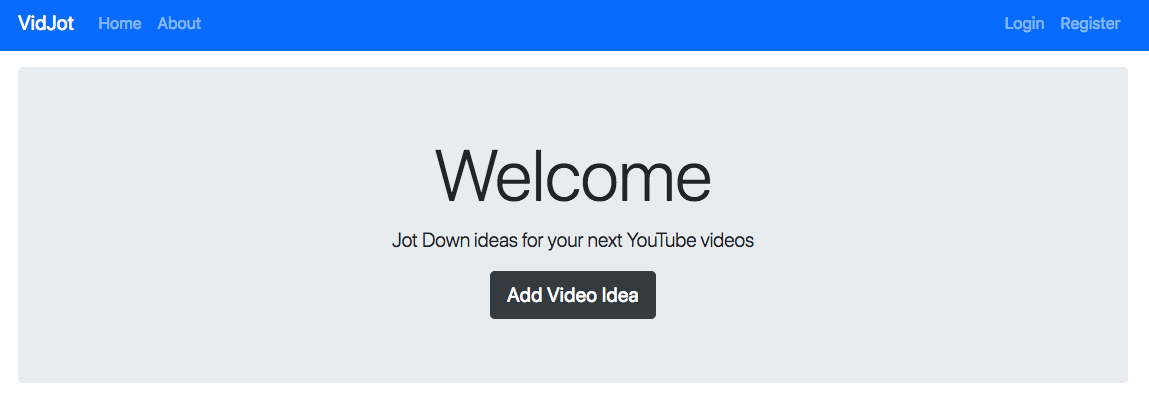 VidJot Home About Login Register
Welcome
Jot Down ideas for your next YouTube videos
Add Video Idea